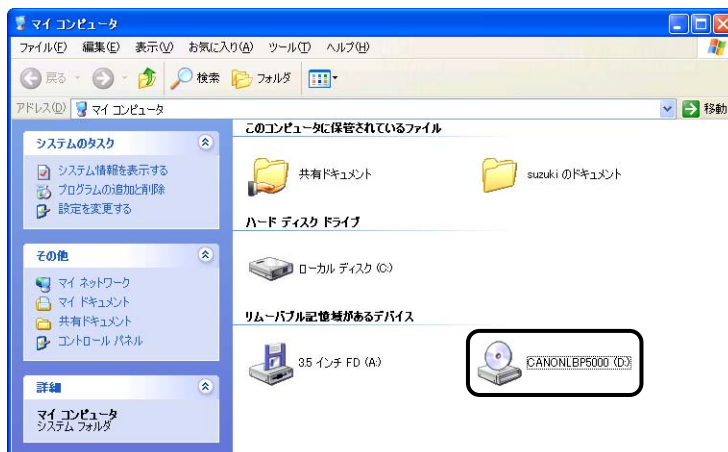 マイ コンピュータ
ファイル(F) 編集(E) 表示(V) お気に入り(A) ツール(T) ヘルプ(H)
戻る 検索 フォルダ
アドレス(D) マイ コンピュータ 移動
システムのタスク
システム情報を表示する
プログラムの追加と削除
設定を変更する
その他
マイ ネットワーク
マイ ドキュメント
共有ドキュメント
コントロール パネル
詳細
マイ コンピュータ
システム フォルダ
このコンピュータに保管されているファイル
共有ドキュメント suzuki のドキュメント
ハード ディスク ドライブ
ローカル ディスク (C:)
リムーバブル記憶域があるデバイス
3.5 インチ FD (A:) CANONLBP5000 (D:)